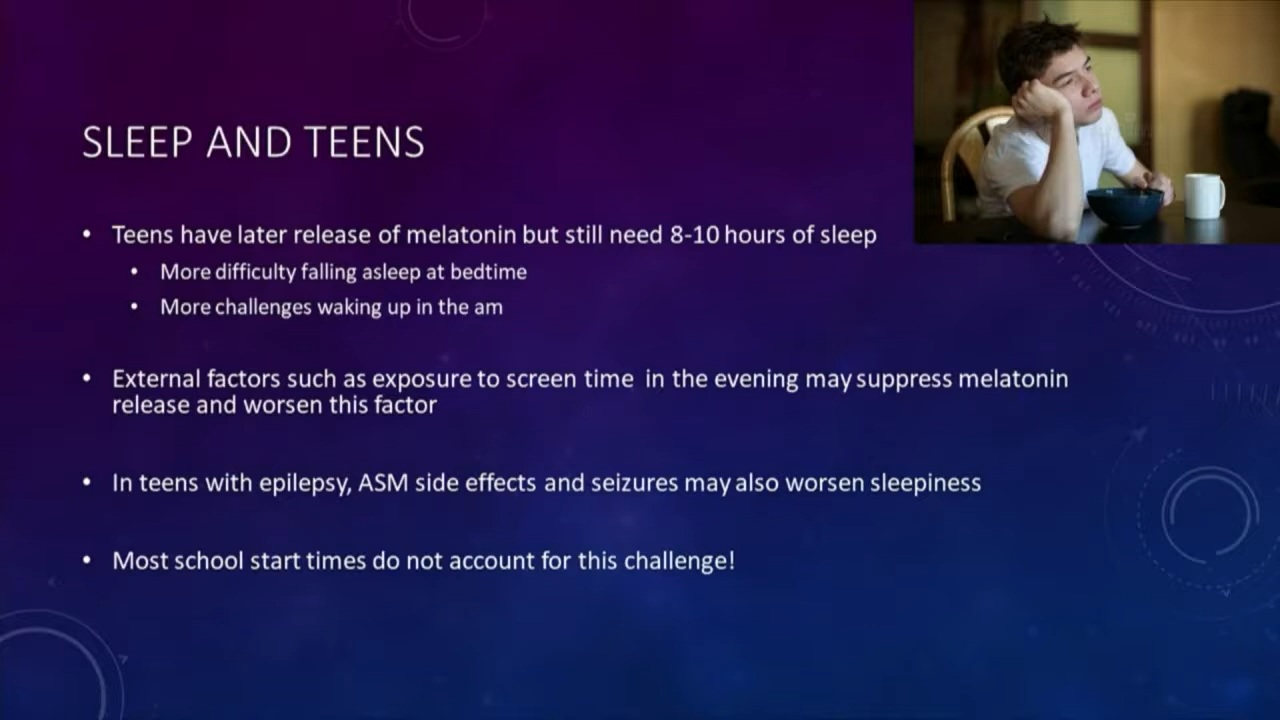 SLEEP AND TEENS
• Teens have later release of melatonin but still need 8-10 hours of sleep
• More difficulty falling asleep at bedtime
• More challenges waking up in the am
• External factors such as exposure to screen time in the evening may suppress melatonin
release and worsen this factor
• In teens with epilepsy, ASM side effects and seizures may also worsen sleepiness
• Most school start times do not account for this challenge!